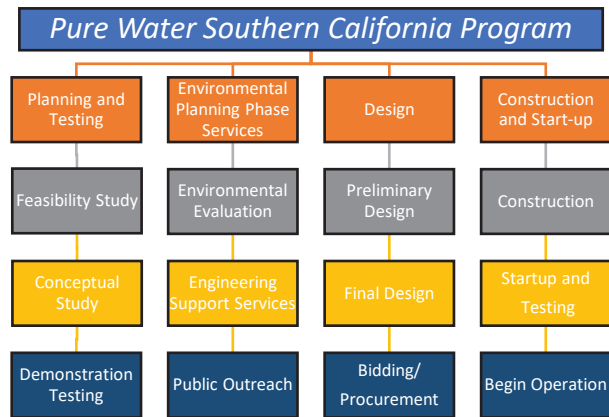 Pure Water Southern California Program
Planning and
Testing
Environmental
Planning Phase
Services
Design
Construction
and Start-up
Feasibility Study
Environmental
Evaluation
Preliminary
Design
Construction
Conceptual
Study
Engineering
Support Services
Final Design
Startup and
Testing
Demonstration
Testing
Public Outreach
Bidding/
Procurement
Begin Operation